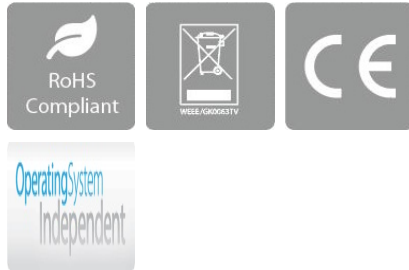 RoHS
Compliant
WEEE/GK0063TV
CE
OperatingSystem
Independent